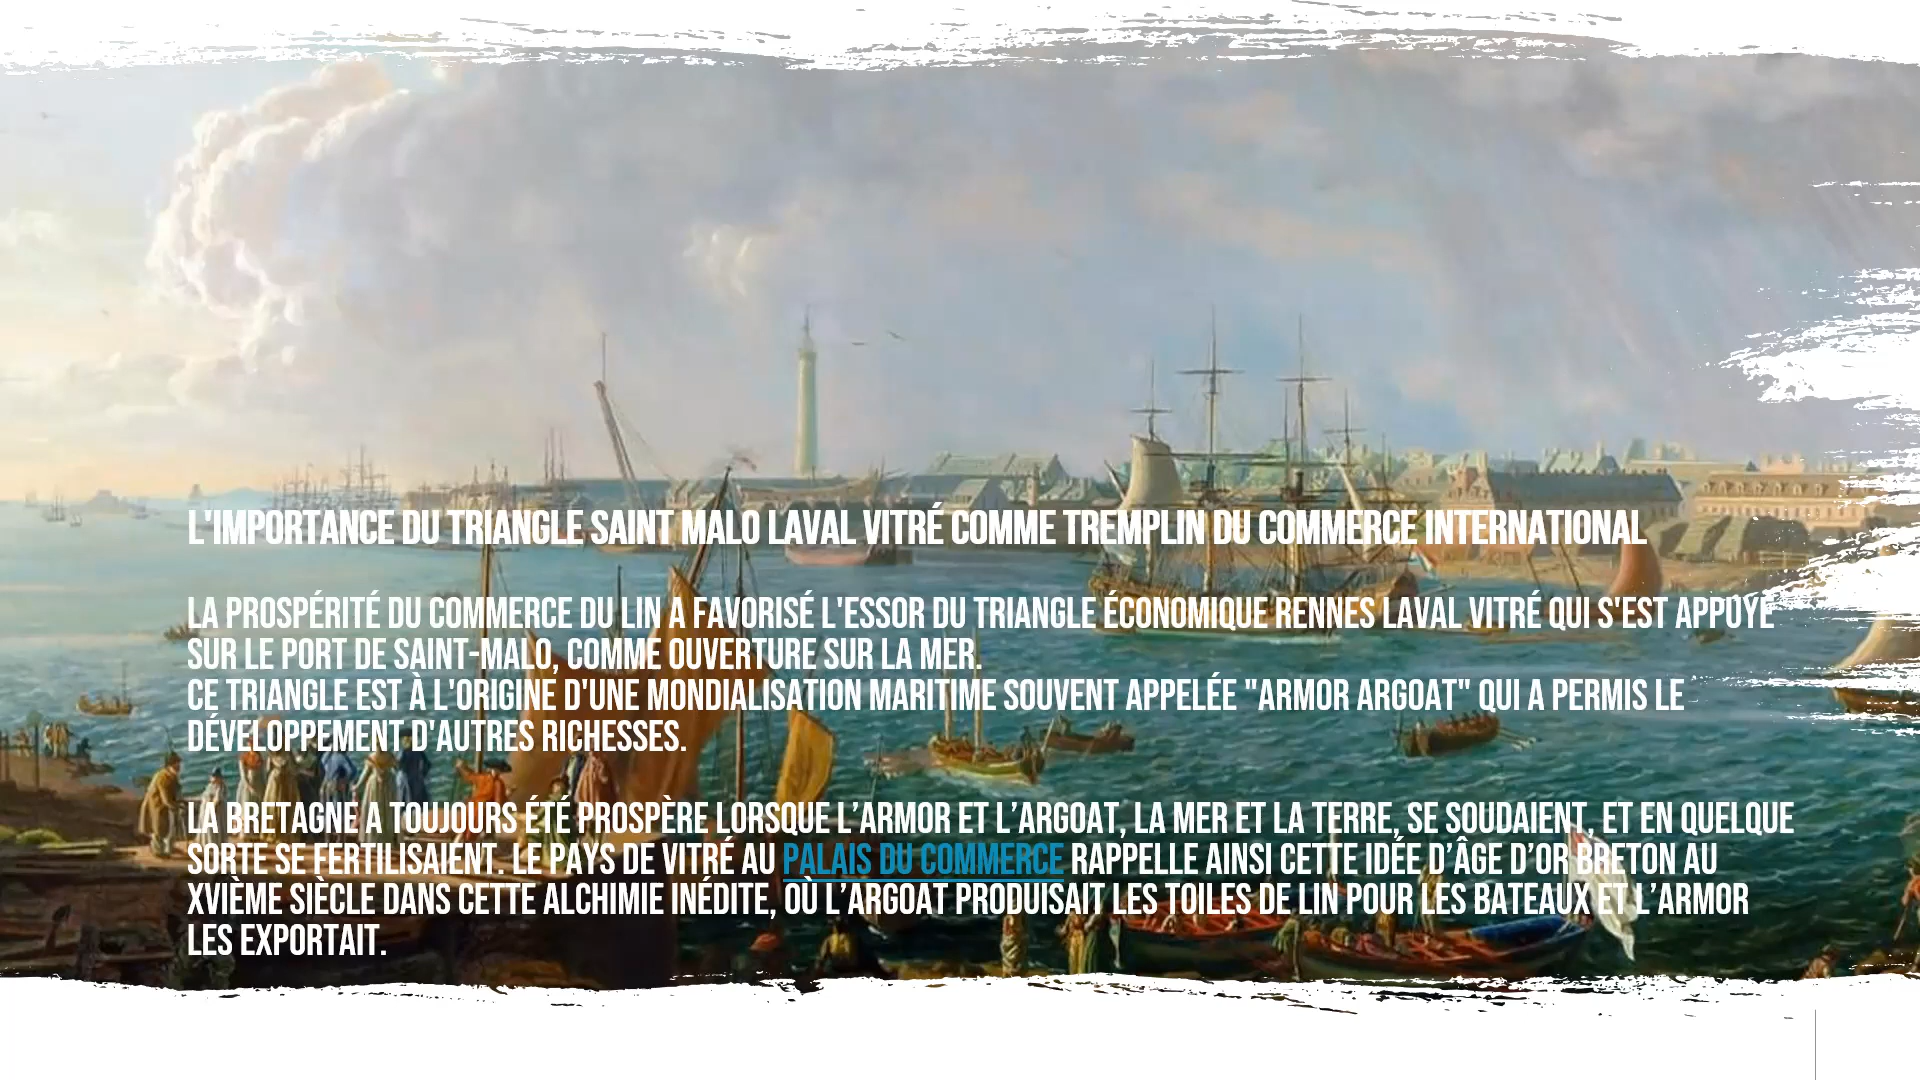 L'IMPORTANCE DU TRIANGLE SAINT MALO LAVAL VITRÉ COMME TREMPLIN DU COMMERCE INTERNATIONAL
LA PROSPÉRITÉ DU COMMERCE DU LIN A FAVORISÉ L'ESSOR DU TRIANGLE ÉCONOMIQUE RENNES LAVAL VITRÉ QUI S'EST APPUYÉ
SUR LE PORT DE SAINT-MALO, COMME OUVERTURE SUR LA MER.
CE TRIANGLE EST À L'ORIGINE D'UNE MONDIALISATION MARITIME SOUVENT APPELÉE "ARMOR ARGOAT" QUI A PERMIS LE
DÉVELOPPEMENT D'AUTRES RICHESSES.
LA BRETAGNE A TOUJOURS ÉTÉ PROSPÈRE LORSQUE L’ARMOR ET L’ARGOAT, LA MER ET LA TERRE, SE SOUDAIENT, ET EN QUELQUE
SORTE SE FERTILISAIENT. LE PAYS DE VITRÉ AU PALAIS DU COMMERCE RAPPELLE AINSI CETTE IDÉE D’ÂGE D’OR BRETON AU
XVIÈME SIÈCLE DANS CETTE ALCHIMIE INÉDITE, OÙ L’ARGOAT PRODUISAIT LES TOILES DE LIN POUR LES BATEAUX ET L’ARMOR
LES EXPORTAIT.